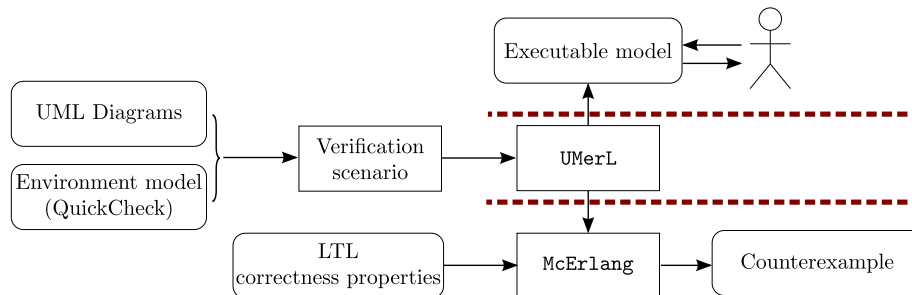 Executable model
UML Diagrams
Verification
scenario
UMerL
Environment model
(QuickCheck)
LTL
correctness properties
McErlang
Counterexample